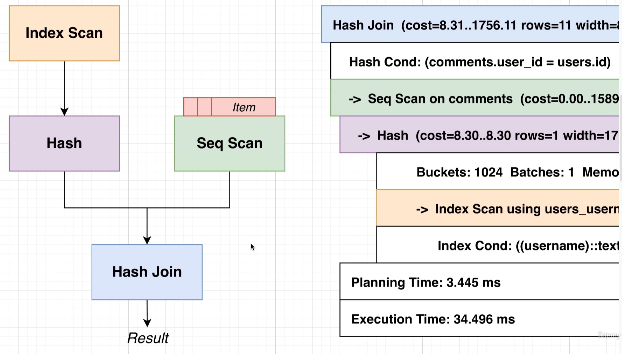 Index Scan
Hash
Item
Seq Scan
Hash Join
Result
Hash Join (cost=8.31..1756.11 rows=11 width=
Hash Cond: (comments.user_id = users.id)
-> Seq Scan on comments (cost=0.00..1589
-> Hash (cost=8.30..8.30 rows=1 width=17
Buckets: 1024 Batches: 1 Memo
-> Index Scan using users_usern
Index Cond: ((username)::text
Planning Time: 3.445 ms
Execution Time: 34.496 ms